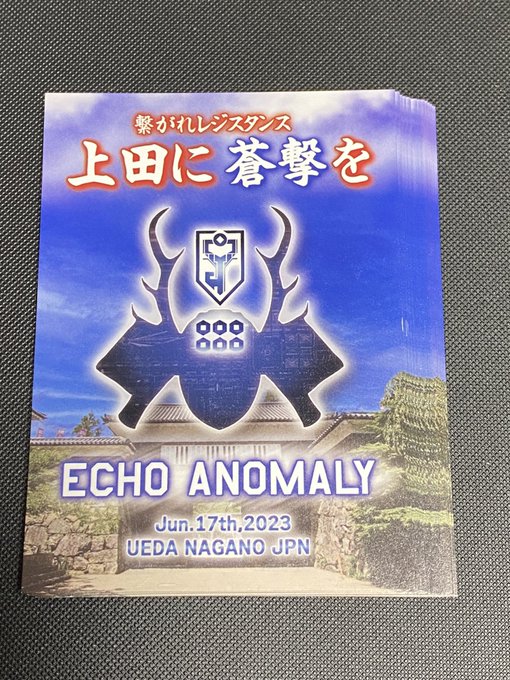 繋がれレジスタンス
上田に 蒼撃を
ECHO ANOMALY
Jun.17th,2023
UEDA NAGANO JPN